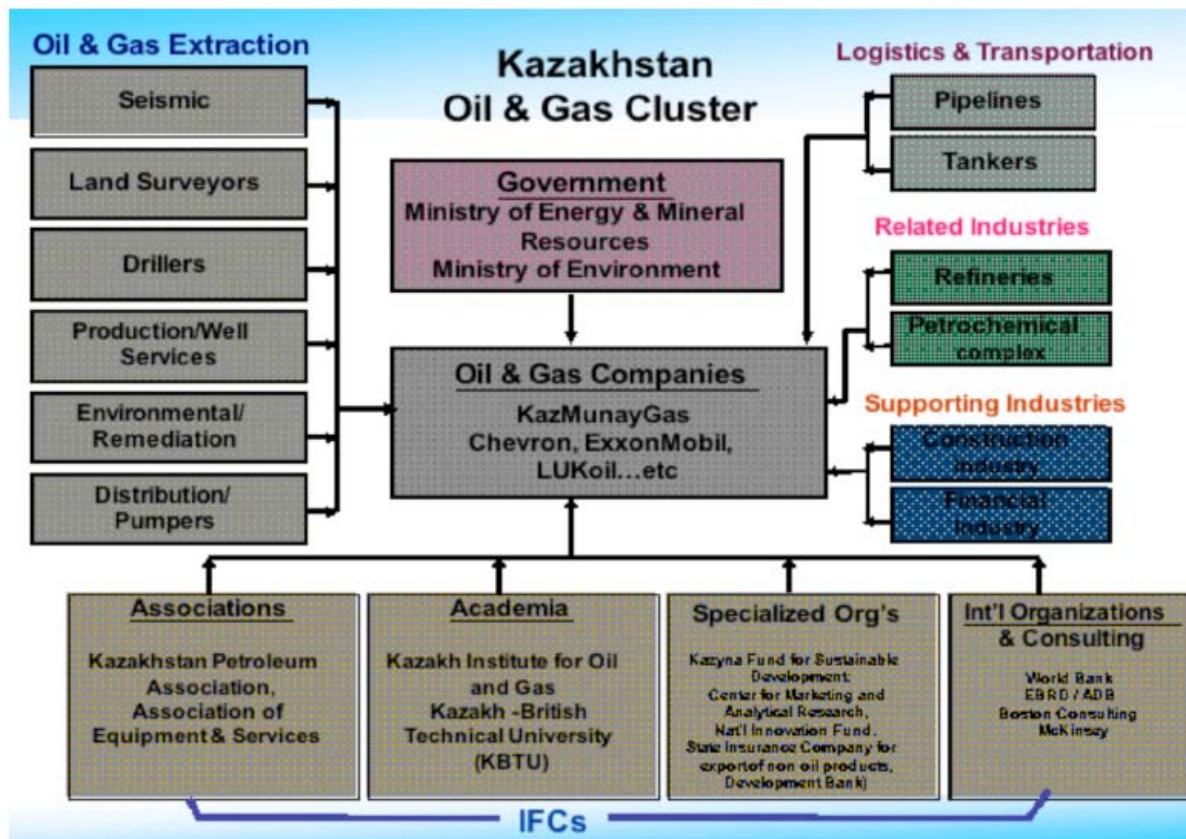 Oil & Gas Extraction
Seismic
Land Surveyors
Drillers
Production/Well
Services
Environmental/
Remediation
Distribution/
Pumpers
Kazakhstan
Oil & Gas Cluster
Government
Ministry of Energy & Mineral
Resources
Ministry of Environment
Oil & Gas Companies
KazMunayGas
Chevron, ExxonMobil,
LUKoil…etc
Logistics & Transportation
Pipelines
Tankers
Related Industries
Refineries
Petrochemical
complex
Supporting Industries
Construction
industry
Financial
Industry
Associations
Kazakhstan Petroleum
Association,
Association of
Equipment & Services
Academia
Kazakh Institute for Oil
and Gas
Kazakh -British
Technical University
(KBTU)
Specialized Org's
Kazyna Fund for Sustainable
Development:
Center for Marketing and
Analytical Research,
Nat'l Innovation Fund.
State Insurance Company for
exportof non oil products,
Development Bank)
Int'l Organizations
& Consulting
World Bank
EBRD / ADB
Boston Consulting
McKinsey
IFCs